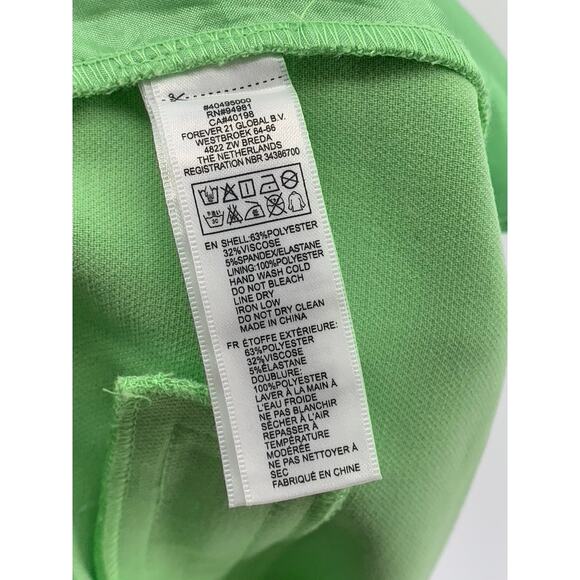 #40495000
RN#94981
CA#40198
FOREVER 21 GLOBAL B.V.
WESTBROEK 64-66
4822 ZW BREDA
THE NETHERLANDS
REGISTRATION NBR 34386700
EN SHELL:63%POLYESTER
32%VISCOSE
5%SPANDEX/ELASTANE
LINING:100%POLYESTER
HAND WASH COLD
DO NOT BLEACH
LINE DRY
IRON LOW
DO NOT DRY CLEAN
MADE IN CHINA
FR ÉTOFFE EXTÉRIEURE:
63%POLYESTER
32%VISCOSE
5%ÉLASTANE
DOUBLURE:
100%POLYESTER
LAVER À LA MAIN À
L'EAU FROIDE
NE PAS BLANCHIR
SÉCHER À L'AIR
REPASSER À
TEMPÉRATURE
MODÉRÉE
NE PAS NETTOYER À
SEC
FABRIQUÉ EN CHINE